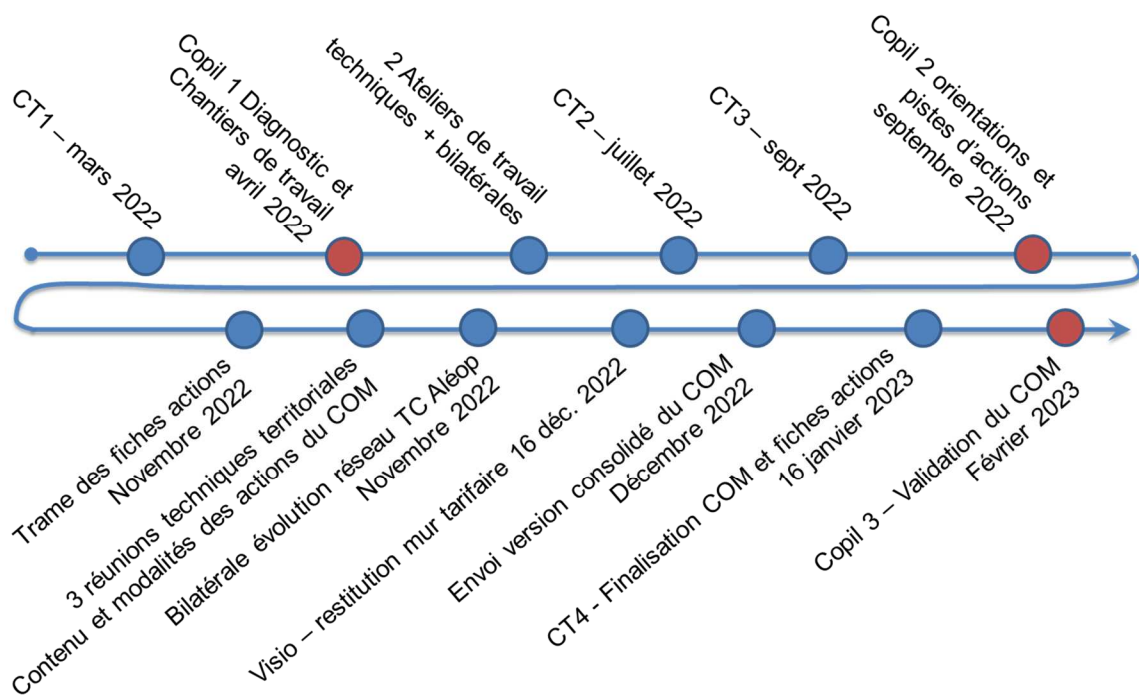 CT1 – mars 2022
Copil 1 Diagnostic et
Chantiers de travail
avril 2022
2 Ateliers de travail
techniques + bilatérales
CT2 – juillet 2022
CT3 – sept 2022
Copil 2 orientations et
pistes d'actions
septembre 2022
Trame des fiches actions
Novembre 2022
3 réunions techniques territoriales
Contenu et modalités des actions du COM
Bilatérale évolution réseau TC Aléop
Novembre 2022
Visio – restitution mur tarifaire 16 déc. 2022
Envoi version consolidé du COM
Décembre 2022
CT4 - Finalisation COM et fiches actions
16 janvier 2023
Copil 3 – Validation du COM
Février 2023